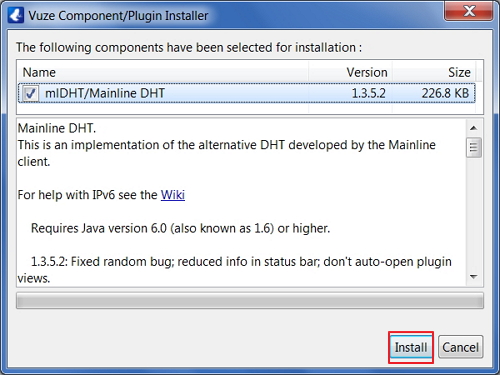 Vuze Component/Plugin Installer
The following components have been selected for installation :
Name Version Size
mlDHT/Mainline DHT 1.3.5.2 226.8 KB
Mainline DHT.
This is an implementation of the alternative DHT developed by the Mainline
client.
For help with IPv6 see the Wiki
Requires Java version 6.0 (also known as 1.6) or higher.
1.3.5.2: Fixed random bug; reduced info in status bar; don't auto-open plugin
views.
Install Cancel